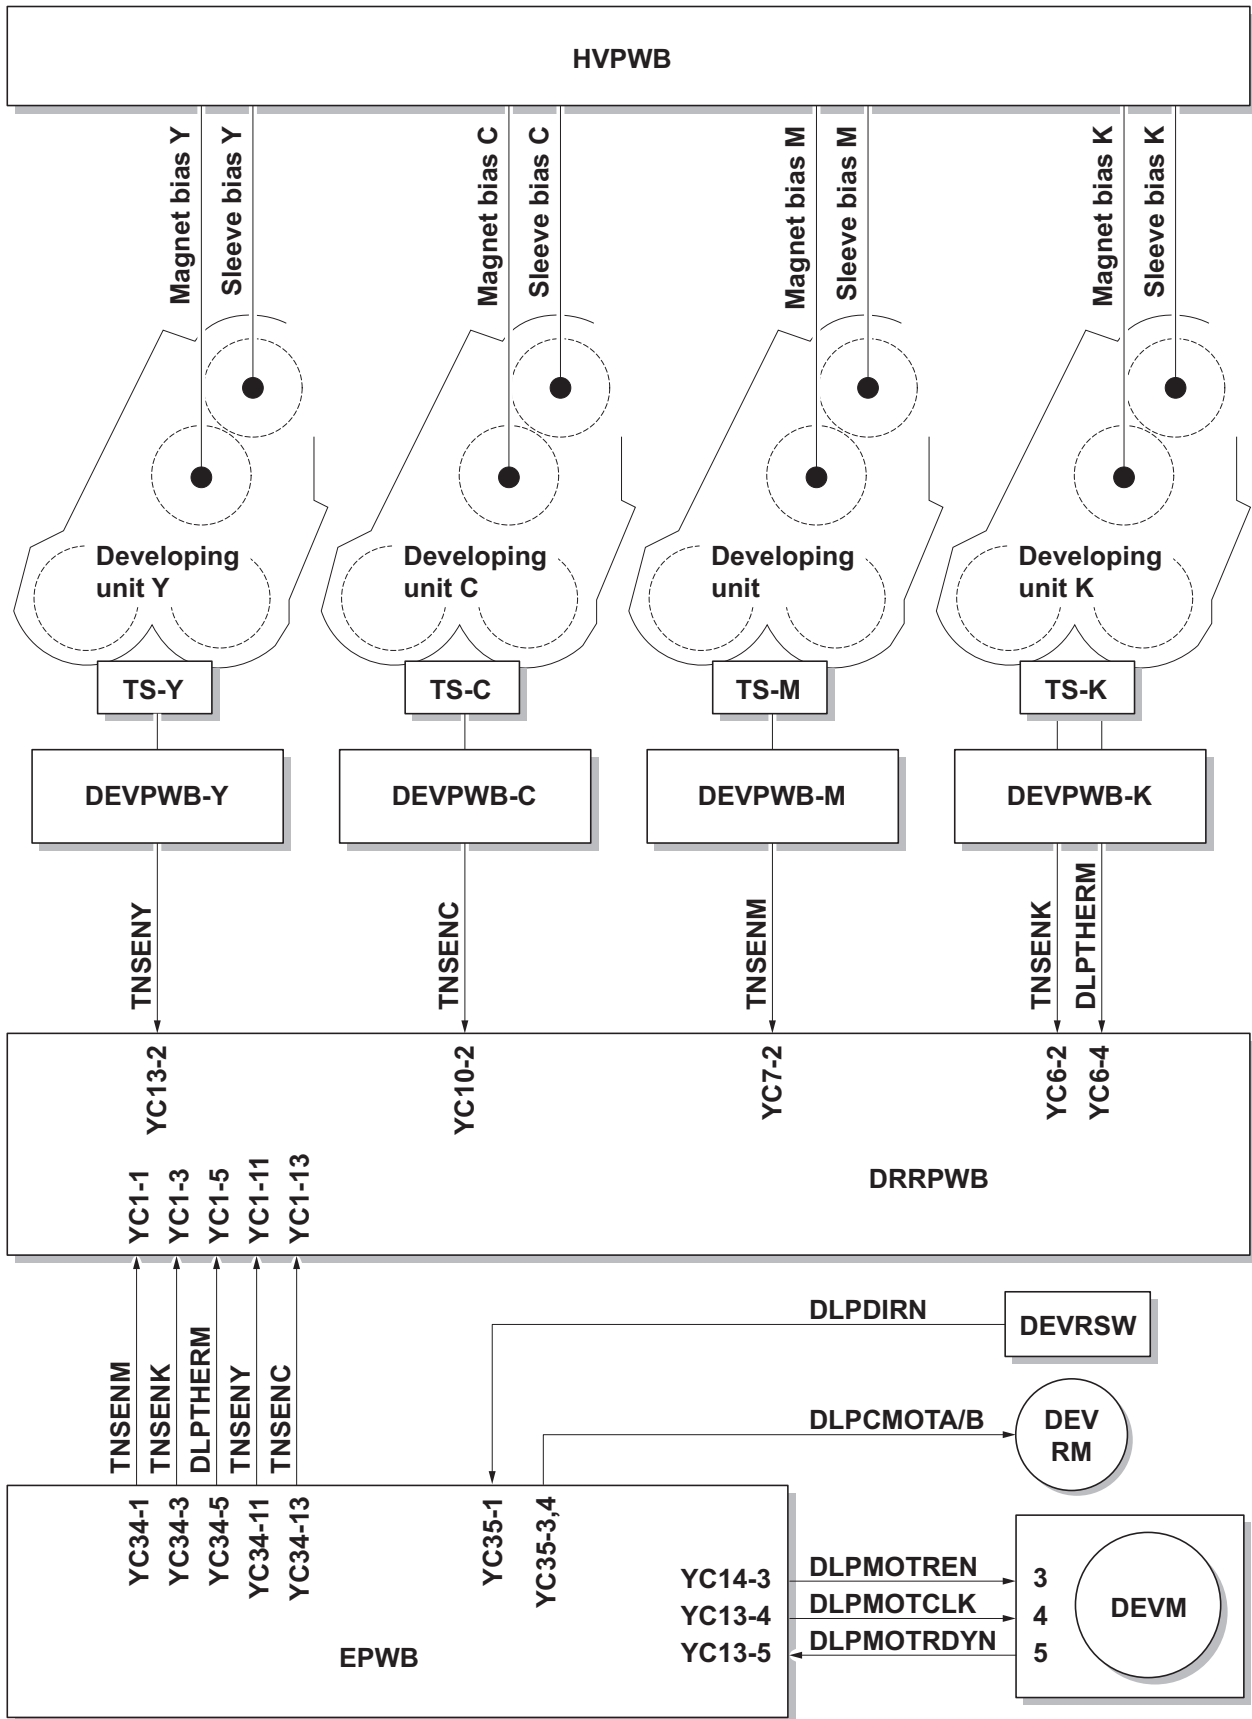 HVPWB
Magnet bias Y
Sleeve bias Y
Magnet bias C
Sleeve bias C
Magnet bias M
Sleeve bias M
Magnet bias K
Sleeve bias K
Developing
unit Y
Developing
unit C
Developing
unit
Developing
unit K
TS-Y
TS-C
TS-M
TS-K
DEVPWB-Y
DEVPWB-C
DEVPWB-M
DEVPWB-K
TNSENY
TNSENC
TNSENM
TNSENK
DLPTHERM
YC13-2
YC10-2
YC7-2
YC6-2
YC6-4
YC1-1
YC1-3
YC1-5
YC1-11
YC1-13
DRRPWB
TNSENM
TNSENK
DLPTHERM
TNSENY
TNSENC
DLPDIRN
DEVRSW
DLPCMOTA/B
DEV
RM
YC34-1
YC34-3
YC34-5
YC34-11
YC34-13
YC35-1
YC35-3,4
YC14-3
DLPMOTREN
3
YC13-4
DLPMOTCLK
4
YC13-5
DLPMOTRDYN
5
DEVM
EPWB